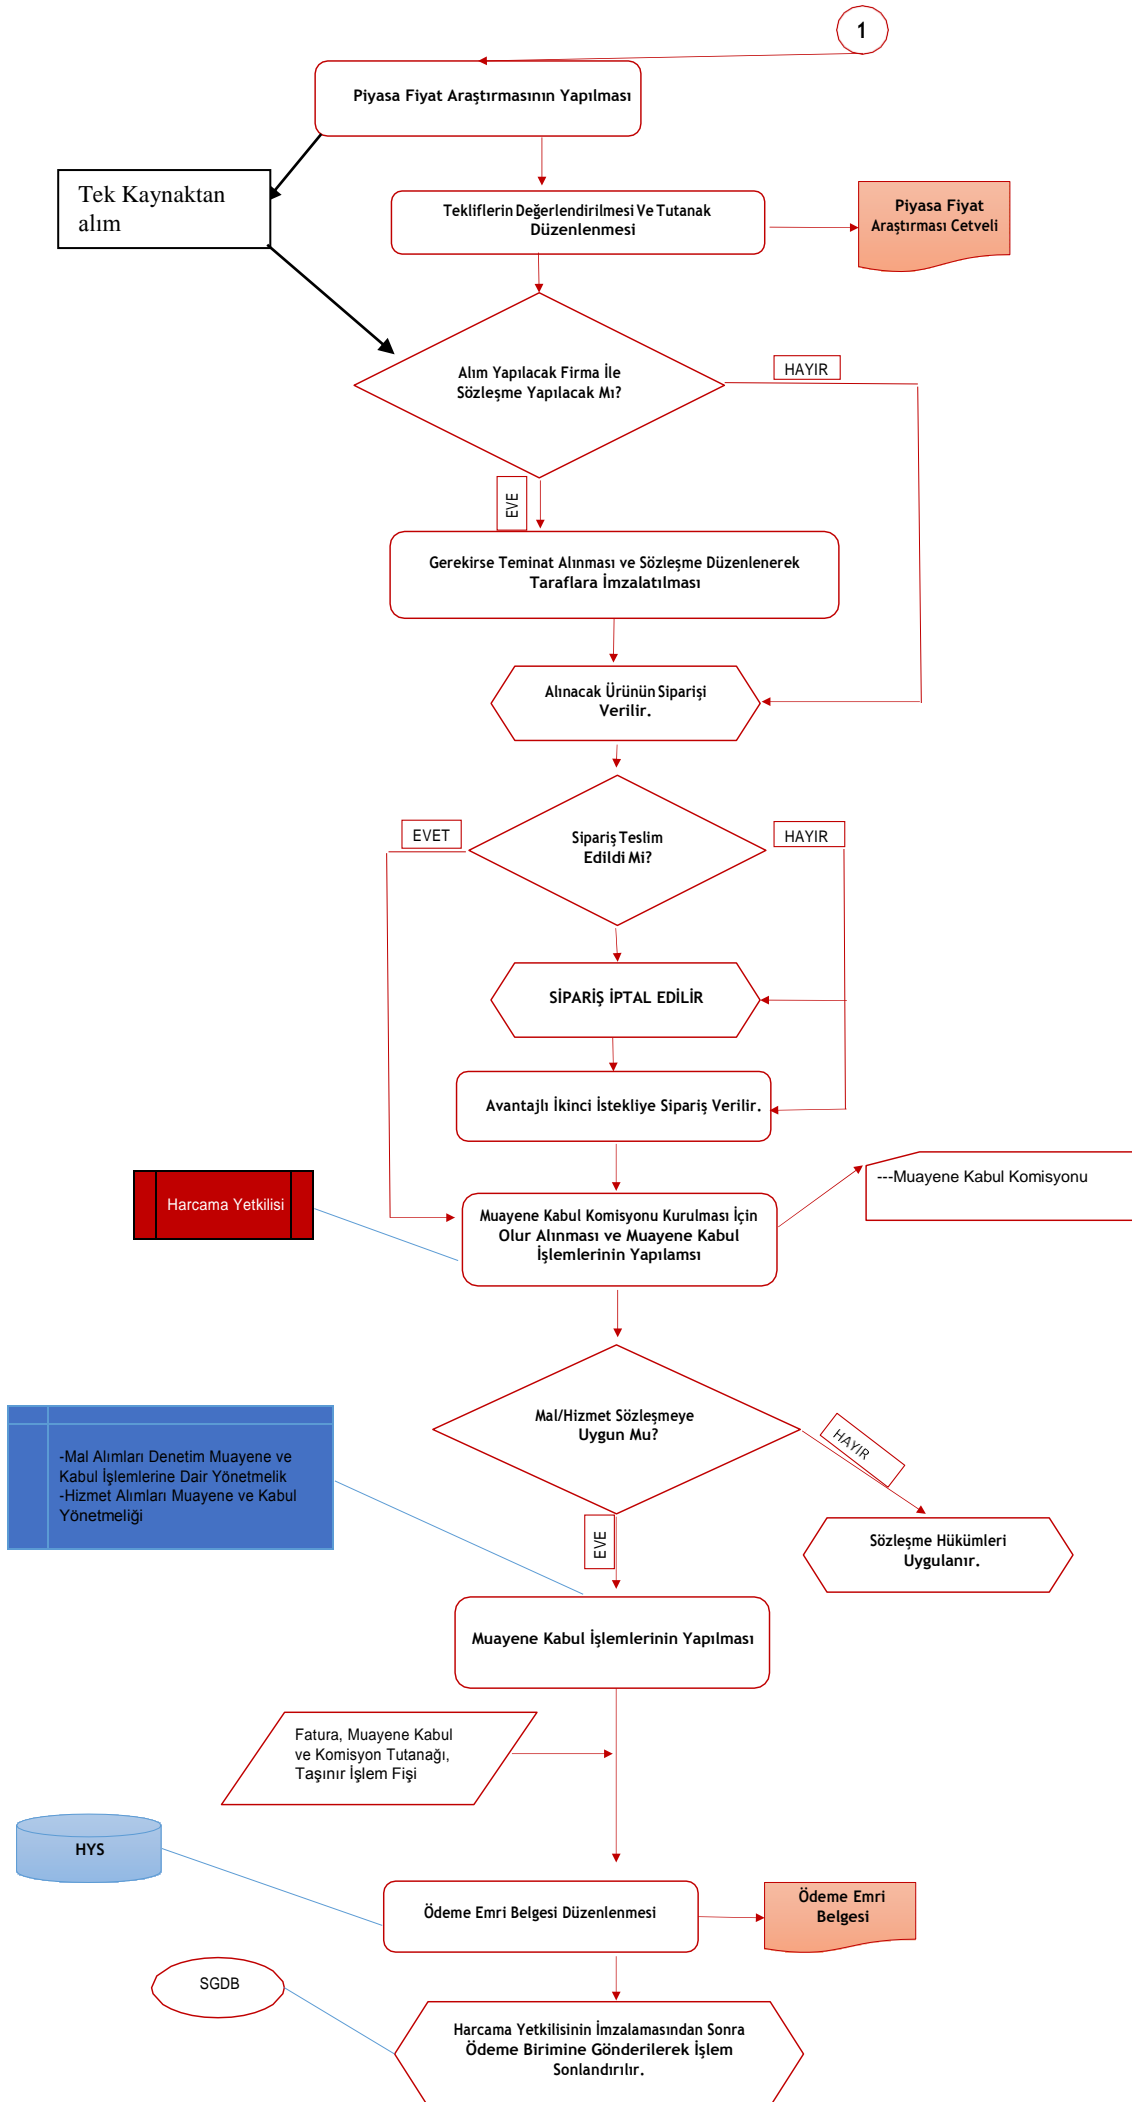 1
Piyasa Fiyat Araştırmasının Yapılması
Tek Kaynaktan
alım
Tekliflerin Değerlendirilmesi Ve Tutanak
Düzenlenmesi
Piyasa Fiyat
Araştırması Cetveli
Alım Yapılacak Firma İle
Sözleşme Yapılacak Mı?
HAYIR
EVE
Gerekirse Teminat Alınması ve Sözleşme Düzenlenerek
Taraflara İmzalatılması
Alınacak Ürünün Siparişi
Verilir.
EVET
Sipariş Teslim
Edildi Mi?
HAYIR
SİPARİŞ İPTAL EDİLİR
Avantajlı İkinci İstekliye Sipariş Verilir.
---Muayene Kabul Komisyonu
Harcama Yetkilisi
Muayene Kabul Komisyonu Kurulması İçin
Olur Alınması ve Muayene Kabul
İşlemlerinin Yapılamsı
Mal/Hizmet Sözleşmeye
Uygun Mu?
HAYIR
-Mal Alımları Denetim Muayene ve
Kabul İşlemlerine Dair Yönetmelik
-Hizmet Alımları Muayene ve Kabul
Yönetmeliği
EVE
Sözleşme Hükümleri
Uygulanır.
Muayene Kabul İşlemlerinin Yapılması
Fatura, Muayene Kabul
ve Komisyon Tutanağı,
Taşınır İşlem Fişi
HYS
Ödeme Emri Belgesi Düzenlenmesi
Ödeme Emri
Belgesi
SGDB
Harcama Yetkilisinin İmzalamasından Sonra
Ödeme Birimine Gönderilerek İşlem
Sonlandırılır.